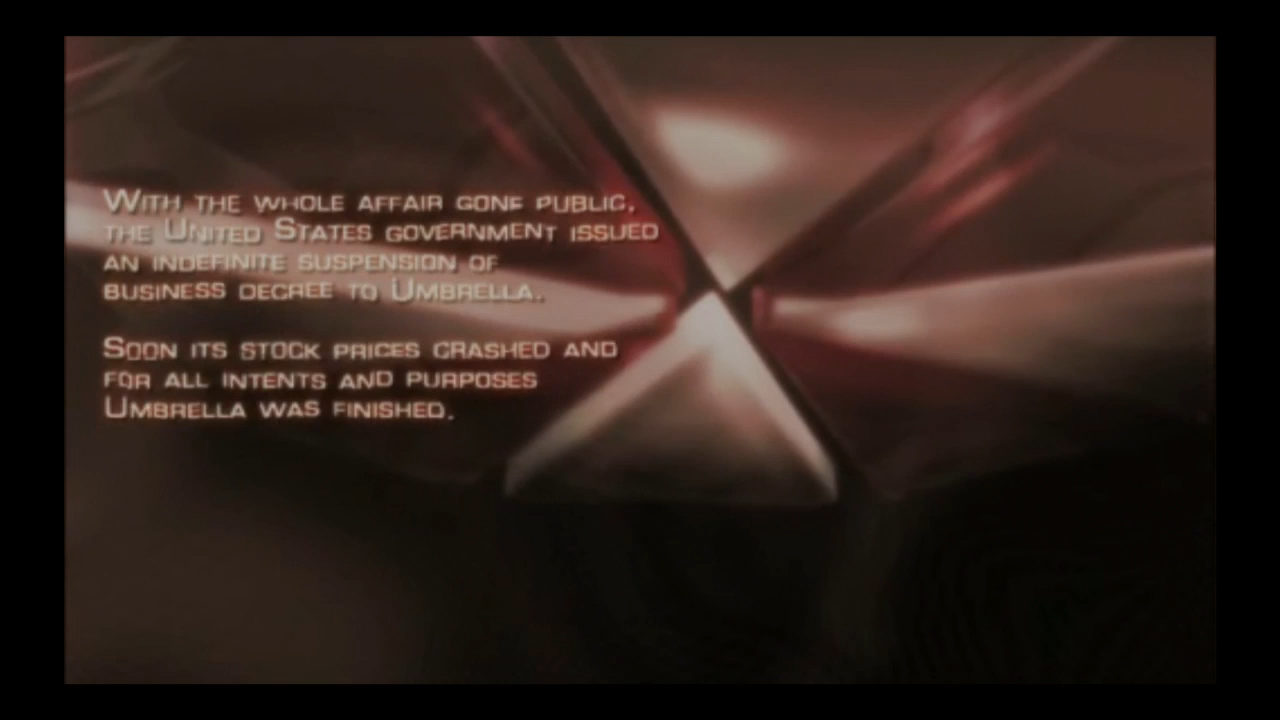 With the whole affair gone public,
the United States government issued
an indefinite suspension of
business decree to Umbrella.
Soon its stock prices crashed and
for all intents and purposes
Umbrella was finished.